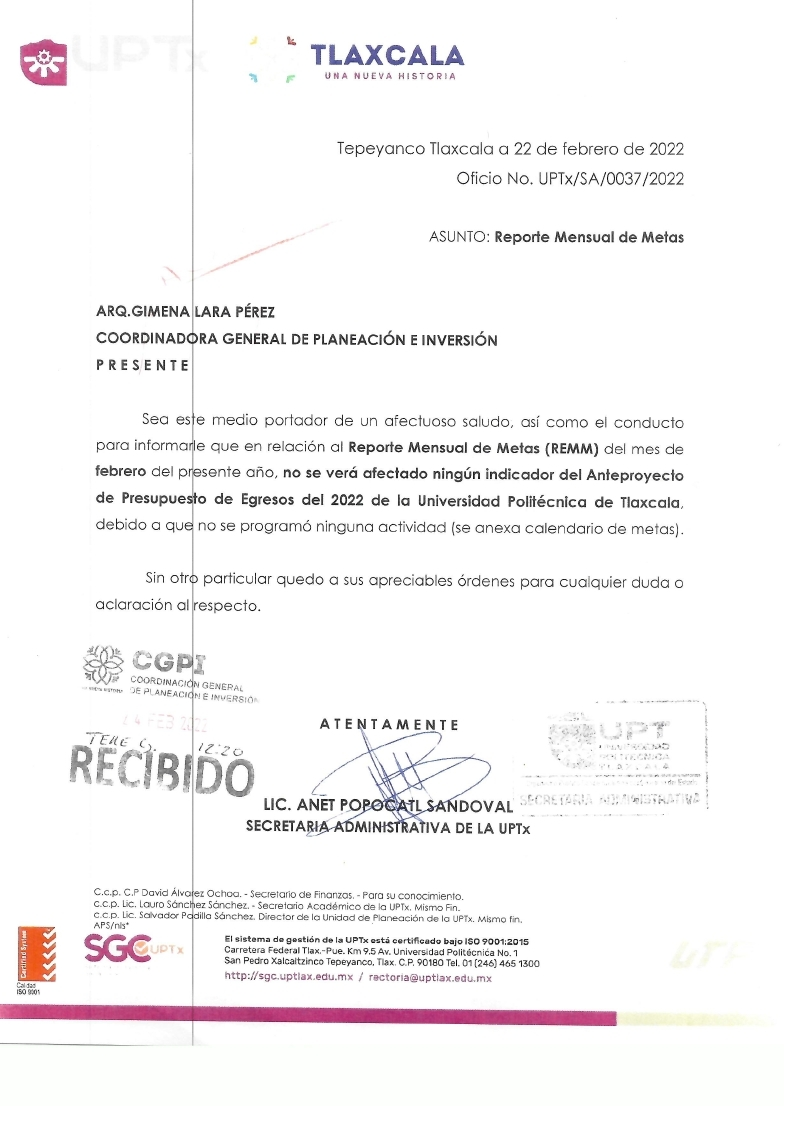 UPTx
TLAXCALA
UNA NUEVA HISTORIA
Tepeyanco Tlaxcala a 22 de febrero de 2022
Oficio No. UPTx/SA/0037/2022
ASUNTO: Reporte Mensual de Metas
ARQ.GIMENA LARA PÉREZ
COORDINADORA GENERAL DE PLANEACIÓN E INVERSIÓN
P R E S E N T E
Sea este medio portador de un afectuoso saludo, así como el conducto
para informarle que en relación al Reporte Mensual de Metas (REMM) del mes de
febrero del presente año, no se verá afectado ningún indicador del Anteproyecto
de Presupuesto de Egresos del 2022 de la Universidad Politécnica de Tlaxcala,
debido a que no se programó ninguna actividad (se anexa calendario de metas).
Sin otro particular quedo a sus apreciables órdenes para cualquier duda o
aclaración al respecto.
CGPI
COORDINACIÓN GENERAL
DE PLANEACIÓN E INVERSIÓN
FEB 2022
12:20
RECIBIDO
A T E N T A M E N T E
UPT
UNIVERSIDAD
POLITÉCNICA
SECRETARIA ADMINISTRATIVA
LIC. ANET POPOCATL SANDOVAL
SECRETARIA ADMINISTRATIVA DE LA UPTx
C.c.p. C.P David Álvarez Ochoa. - Secretario de Finanzas. - Para su conocimiento.
c.c.p. Lic. Lauro Sánchez Sánchez. - Secretario Académico de la UPTx. Mismo Fin.
c.c.p. Lic. Salvador Padilla Sánchez. Director de la Unidad de Planeación de la UPTx. Mismo fin.
APS/nls*
Certified System
Calidad
ISO 9001
SGC UPTx
El sistema de gestión de la UPTx está certificado bajo ISO 9001:2015
Carretera Federal Tlax.-Pue. Km 9.5 Av. Universidad Politécnica No. 1
San Pedro Xalcaltzinco Tepeyanco, Tlax. C.P. 90180 Tel. 01 (246) 465 1300
http://sgc.uptlax.edu.mx / rectoria@uptlax.edu.mx